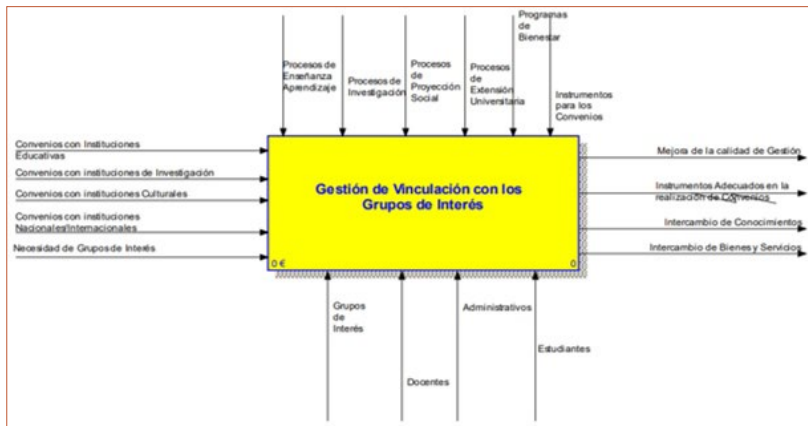 Programas
de
Bienestar
Procesos de
Enseñanza
Aprendizaje
Procesos de
Investigación
Procesos
de
Proyección
Social
Procesos
de
Extensión
Universitaria
Instrumentos
para los
Convenios
Convenios con Instituciones
Educativas
Convenios con instituciones de Investigación
Convenios con instituciones Culturales
Convenios con instituciones
Nacionales/Internacionales
Necesidad de Grupos de Interés
Gestión de Vinculación con los
Grupos de Interés
0 €
0
Mejora de la calidad de Gestión
Instrumentos Adecuados en la
realización de Convenios
Intercambio de Conocimientos
Intercambio de Bienes y Servicios
Grupos
de
Interés
Docentes
Administrativos
Estudiantes